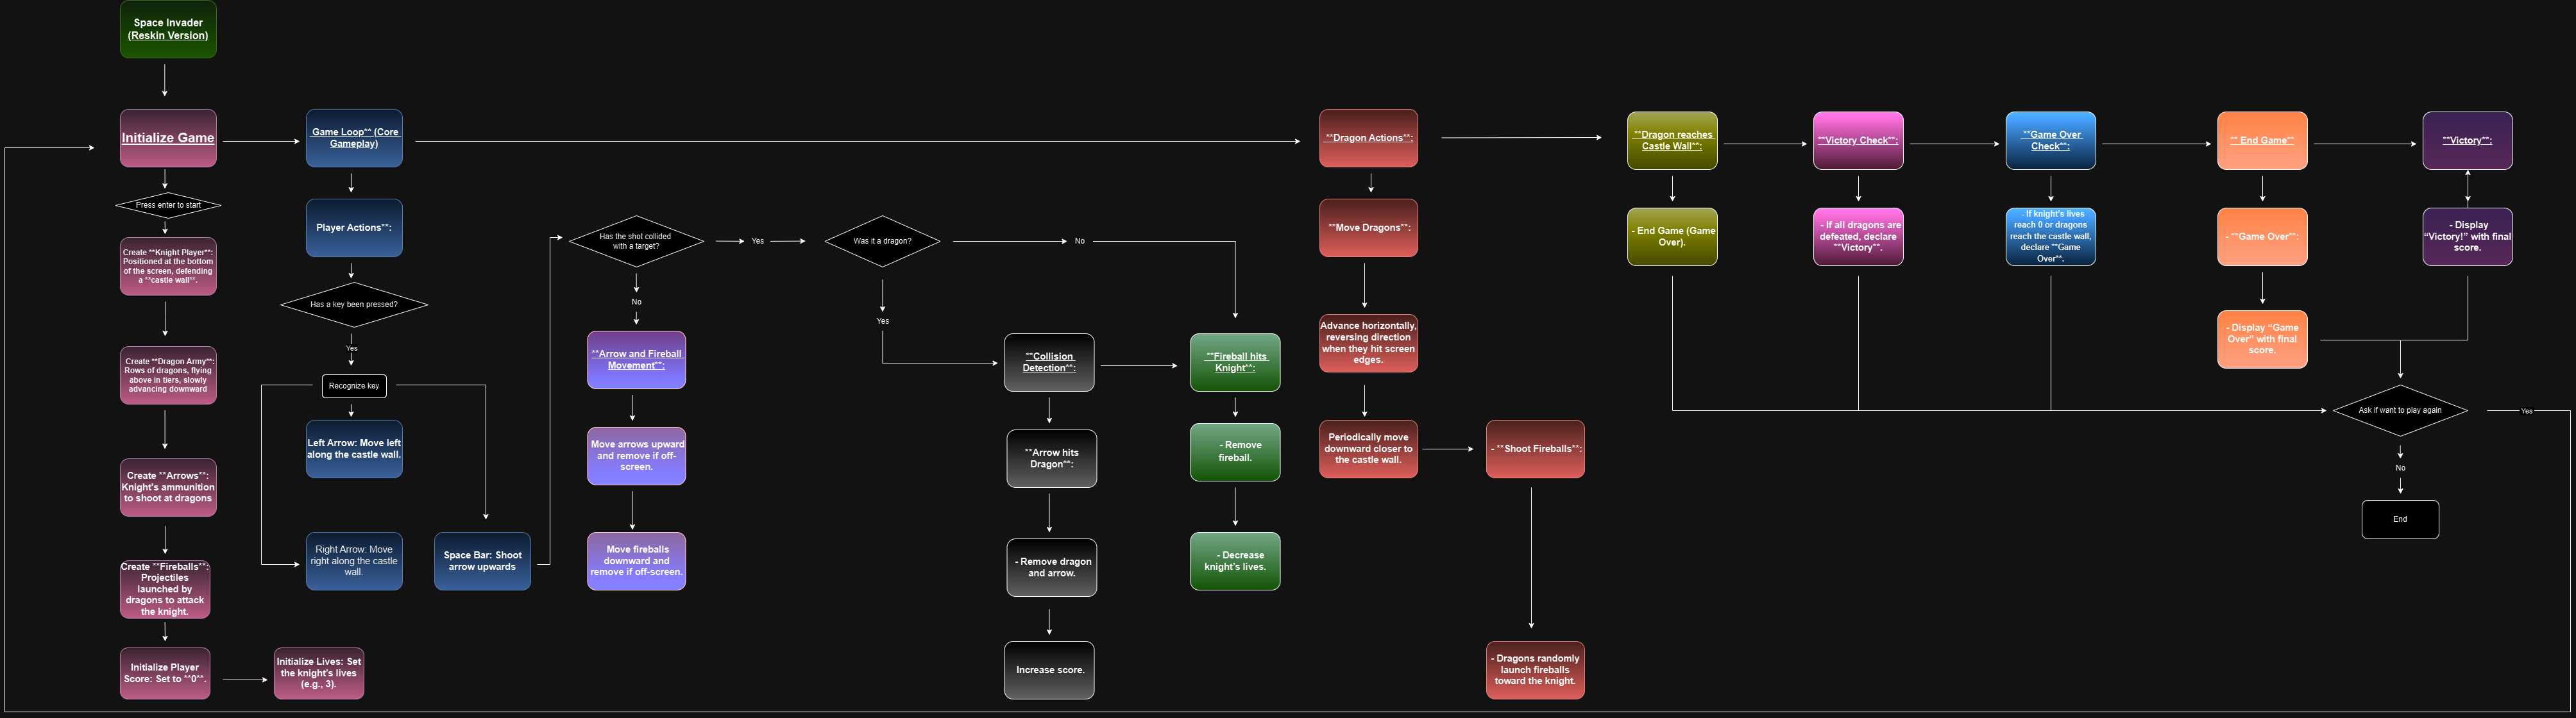 Space Invader
(Reskin Version)
Initialize Game
Press enter to start
Create **Knight Player**:
Positioned at the bottom
of the screen, defending
a **castle wall**.
Create **Dragon Army**:
Rows of dragons, flying
above in tiers, slowly
advancing downward
Create **Arrows**:
Knight's ammunition
to shoot at dragons
Create **Fireballs**:
Projectiles
launched by
dragons to attack
the knight.
Initialize Player
Score: Set to **0**.
Initialize Lives: Set
the knight's lives
(e.g., 3).
Game Loop** (Core
Gameplay)
Player Actions**:
Has a key been pressed?
Yes
Recognize key
Left Arrow: Move left
along the castle wall.
Right Arrow: Move
right along the castle
wall.
Space Bar: Shoot
arrow upwards
Has the shot collided
with a target?
Yes
No
**Arrow and Fireball
Movement**:
Move arrows upward
and remove if off-
screen.
Move fireballs
downward and
remove if off-screen.
Was it a dragon?
No
Yes
**Collision
Detection**:
**Arrow hits
Dragon**:
- Remove dragon
and arrow.
Increase score.
**Fireball hits
Knight**:
- Remove
fireball.
- Decrease
knight's lives.
**Dragon Actions**:
**Move Dragons**:
Advance horizontally,
reversing direction
when they hit screen
edges.
Periodically move
downward closer to
the castle wall.
- **Shoot Fireballs**:
- Dragons randomly
launch fireballs
toward the knight.
**Dragon reaches
Castle Wall**:
- End Game (Game
Over).
**Victory Check**:
- If all dragons are
defeated, declare
**Victory**.
**Game Over
Check**:
- If knight's lives
reach 0 or dragons
reach the castle wall,
declare **Game
Over**.
** End Game**
- **Game Over**:
- Display “Game
Over” with final
score.
**Victory**:
- Display
“Victory!” with final
score.
Ask if want to play again
Yes
No
End